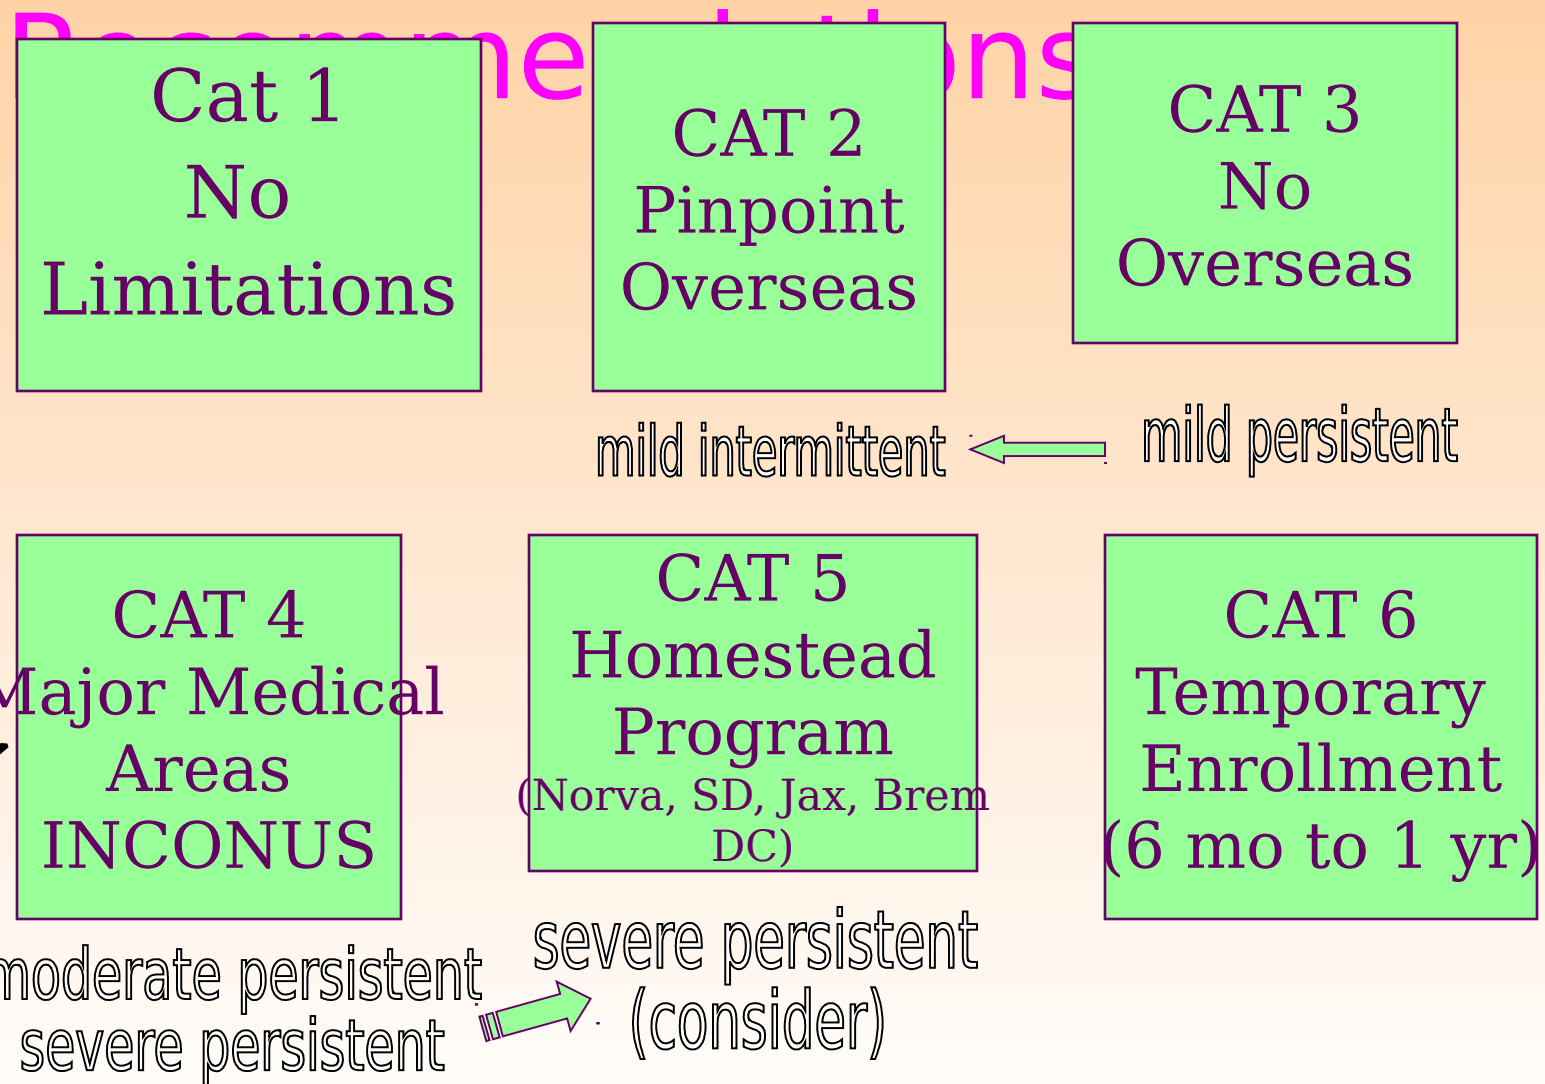 Recommendations
Cat 1
No
Limitations
CAT 2
Pinpoint
Overseas
CAT 3
No
Overseas
mild intermittent
mild persistent
CAT 4
Major Medical
Areas
INCONUS
CAT 5
Homestead
Program
(Norva, SD, Jax, Brem
DC)
CAT 6
Temporary
Enrollment
(6 mo to 1 yr)
moderate persistent
severe persistent
severe persistent
(consider)